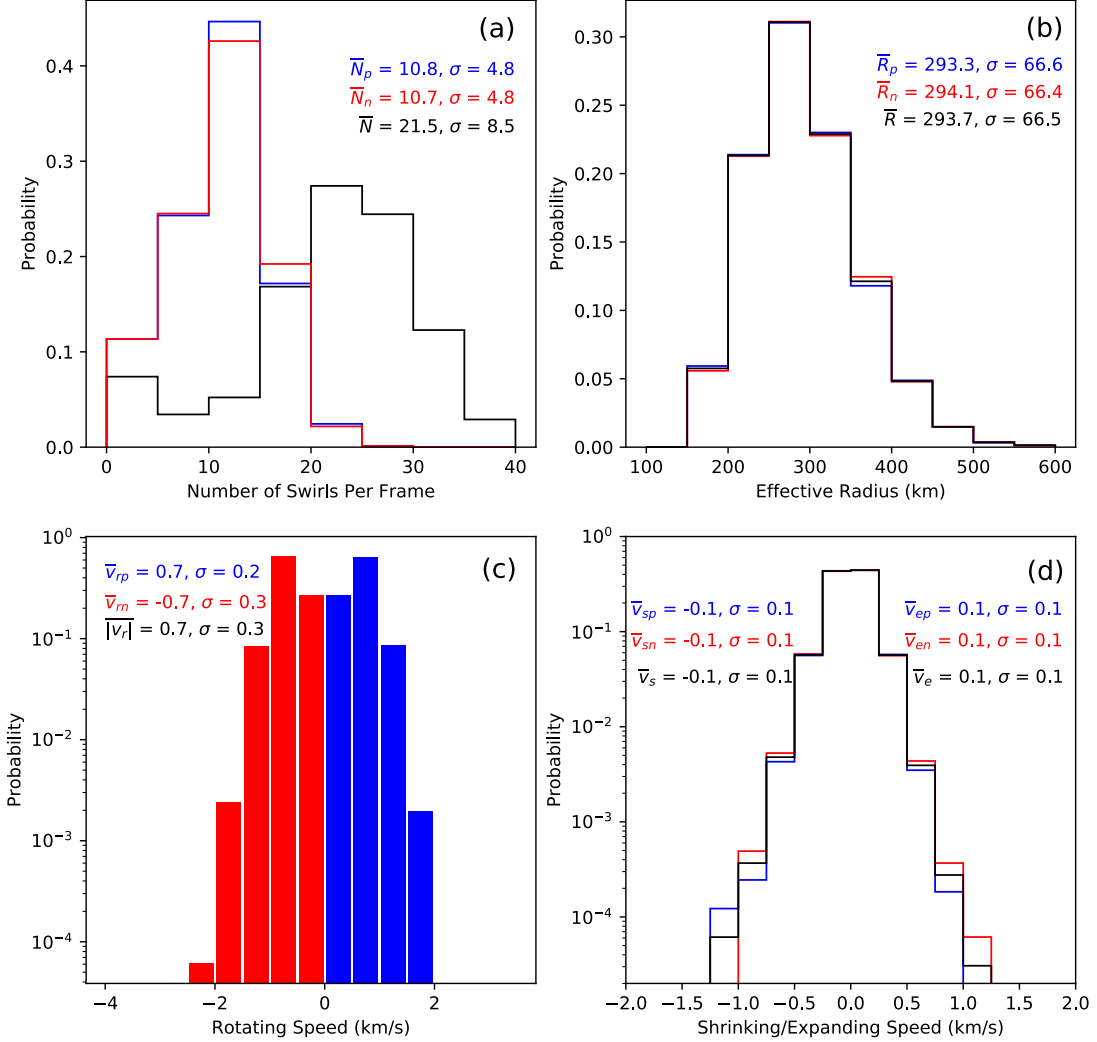 (a)
N̅ₚ = 10.8, σ = 4.8
N̅ₙ = 10.7, σ = 4.8
N̅ = 21.5, σ = 8.5
Probability
0.4
0.3
0.2
0.1
0.0
0 10 20 30 40
Number of Swirls Per Frame
(b)
R̅ₚ = 293.3, σ = 66.6
R̅ₙ = 294.1, σ = 66.4
R̅ = 293.7, σ = 66.5
Probability
0.30
0.25
0.20
0.15
0.10
0.05
0.00
100 200 300 400 500 600
Effective Radius (km)
(c)
v̅ᵣₚ = 0.7, σ = 0.2
v̅ᵣₙ = -0.7, σ = 0.3
|v̅ᵣ| = 0.7, σ = 0.3
Probability
10⁰
10⁻¹
10⁻²
10⁻³
10⁻⁴
−4 −2 0 2
Rotating Speed (km/s)
(d)
v̅ₛₚ = -0.1, σ = 0.1
v̅ₛₙ = -0.1, σ = 0.1
v̅ₛ = -0.1, σ = 0.1
v̅ₑₚ = 0.1, σ = 0.1
v̅ₑₙ = 0.1, σ = 0.1
v̅ₑ = 0.1, σ = 0.1
Probability
10⁰
10⁻¹
10⁻²
10⁻³
10⁻⁴
−2.0 −1.5 −1.0 −0.5 0.0 0.5 1.0 1.5 2.0
Shrinking/Expanding Speed (km/s)